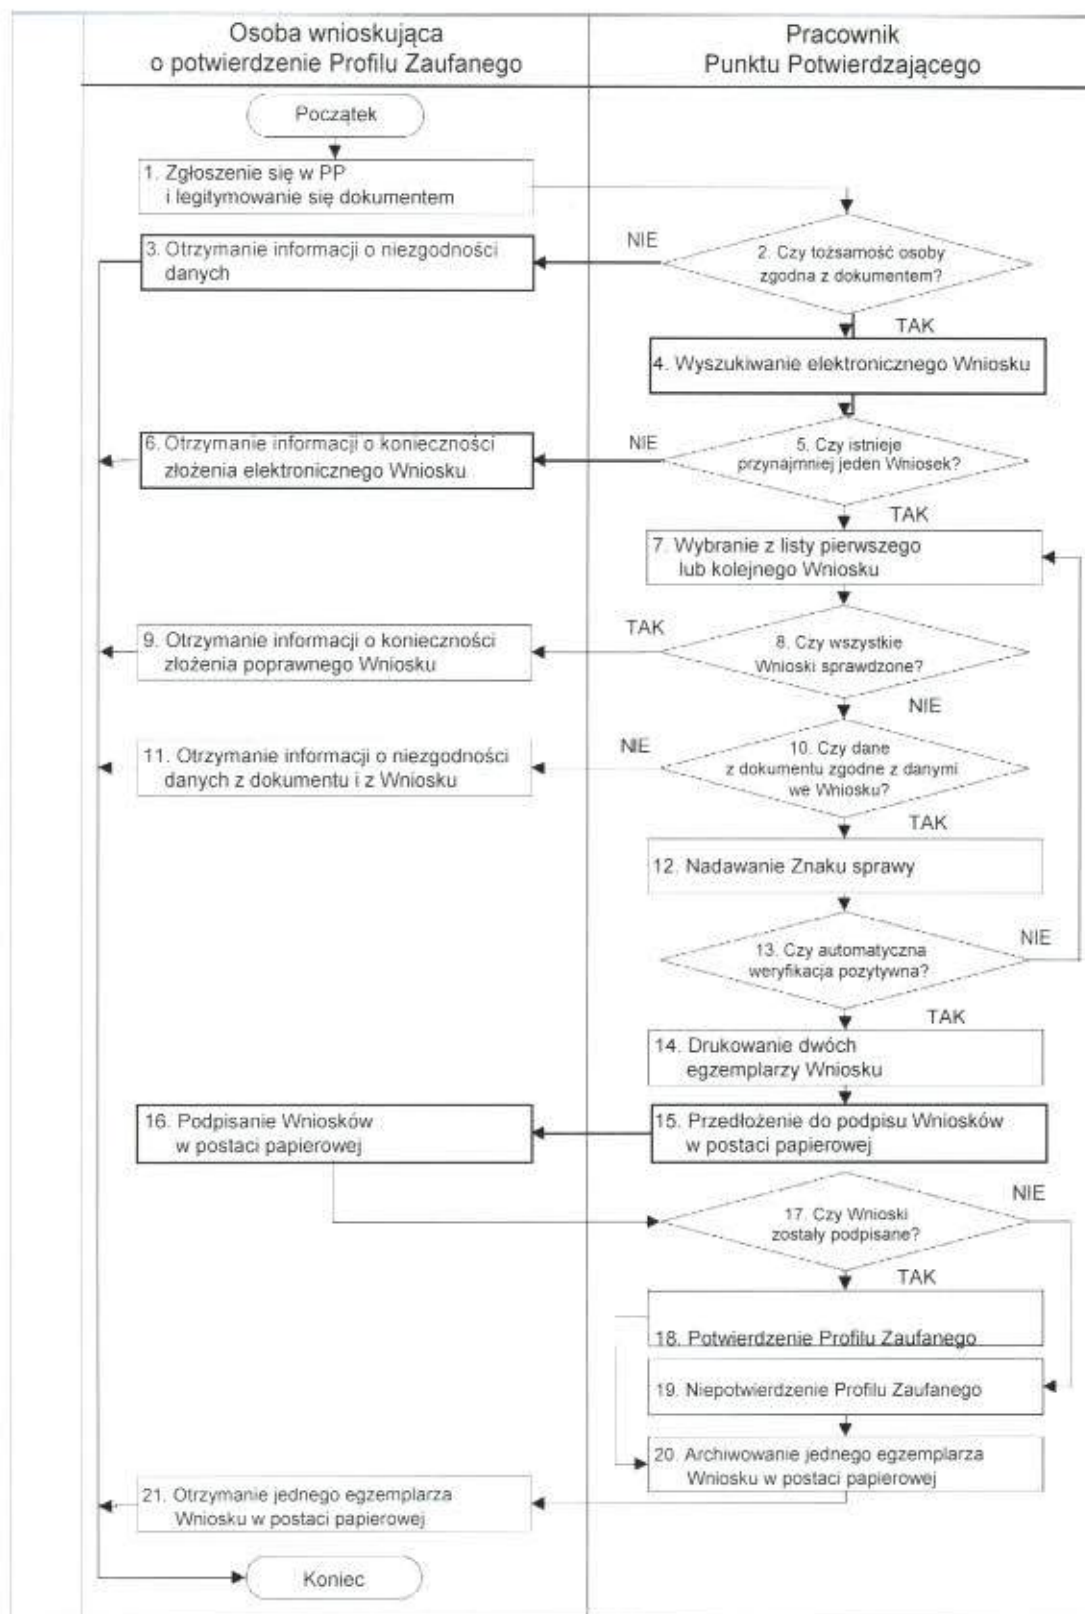 Osoba wnioskująca
o potwierdzenie Profilu Zaufanego
Pracownik
Punktu Potwierdzającego
Początek
1. Zgłoszenie się w PP
i legitymowanie się dokumentem
2. Czy tożsamość osoby
zgodna z dokumentem?
NIE
3. Otrzymanie informacji o niezgodności
danych
TAK
4. Wyszukiwanie elektronicznego Wniosku
5. Czy istnieje
przynajmniej jeden Wniosek?
NIE
6. Otrzymanie informacji o konieczności
złożenia elektronicznego Wniosku
TAK
7. Wybranie z listy pierwszego
lub kolejnego Wniosku
8. Czy wszystkie
Wnioski sprawdzone?
TAK
9. Otrzymanie informacji o konieczności
złożenia poprawnego Wniosku
NIE
10. Czy dane
z dokumentu zgodne z danymi
we Wniosku?
NIE
11. Otrzymanie informacji o niezgodności
danych z dokumentu i z Wniosku
TAK
12. Nadawanie Znaku sprawy
13. Czy automatyczna
weryfikacja pozytywna?
NIE
TAK
14. Drukowanie dwóch
egzemplarzy Wniosku
15. Przedłożenie do podpisu Wniosków
w postaci papierowej
16. Podpisanie Wniosków
w postaci papierowej
17. Czy Wnioski
zostały podpisane?
NIE
TAK
18. Potwierdzenie Profilu Zaufanego
19. Niepotwierdzenie Profilu Zaufanego
20. Archiwowanie jednego egzemplarza
Wniosku w postaci papierowej
21. Otrzymanie jednego egzemplarza
Wniosku w postaci papierowej
Koniec